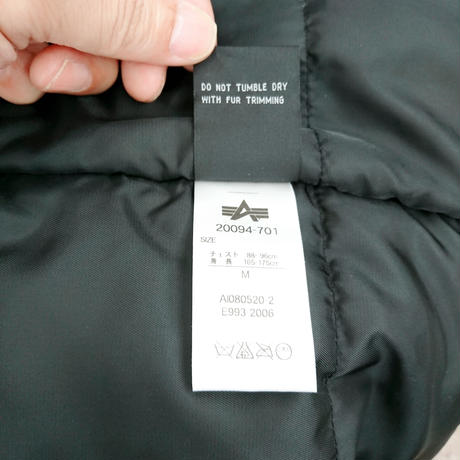 DO NOT TUMBLE DRY
WITH FUR TRIMMING
20094-701
SIZE
チェスト 88-96cm
身長 165-175cm
M
AI080520 2
E993 2006